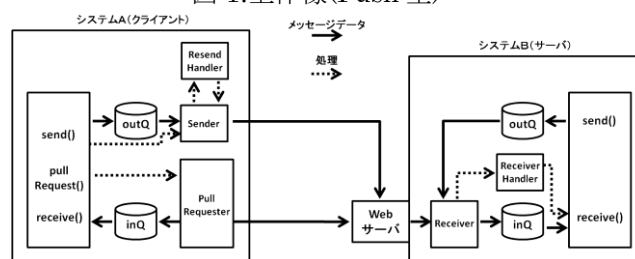 図 1.全体像(Push 型)
システムA(クライアント)
メッセージデータ
処理
システムB(サーバ)
Resend
Handler
send()
outQ
Sender
outQ
send()
pull
Request()
Pull
Requester
Receiver
Handler
receive()
inQ
Web
サーバ
Receiver
inQ
receive()